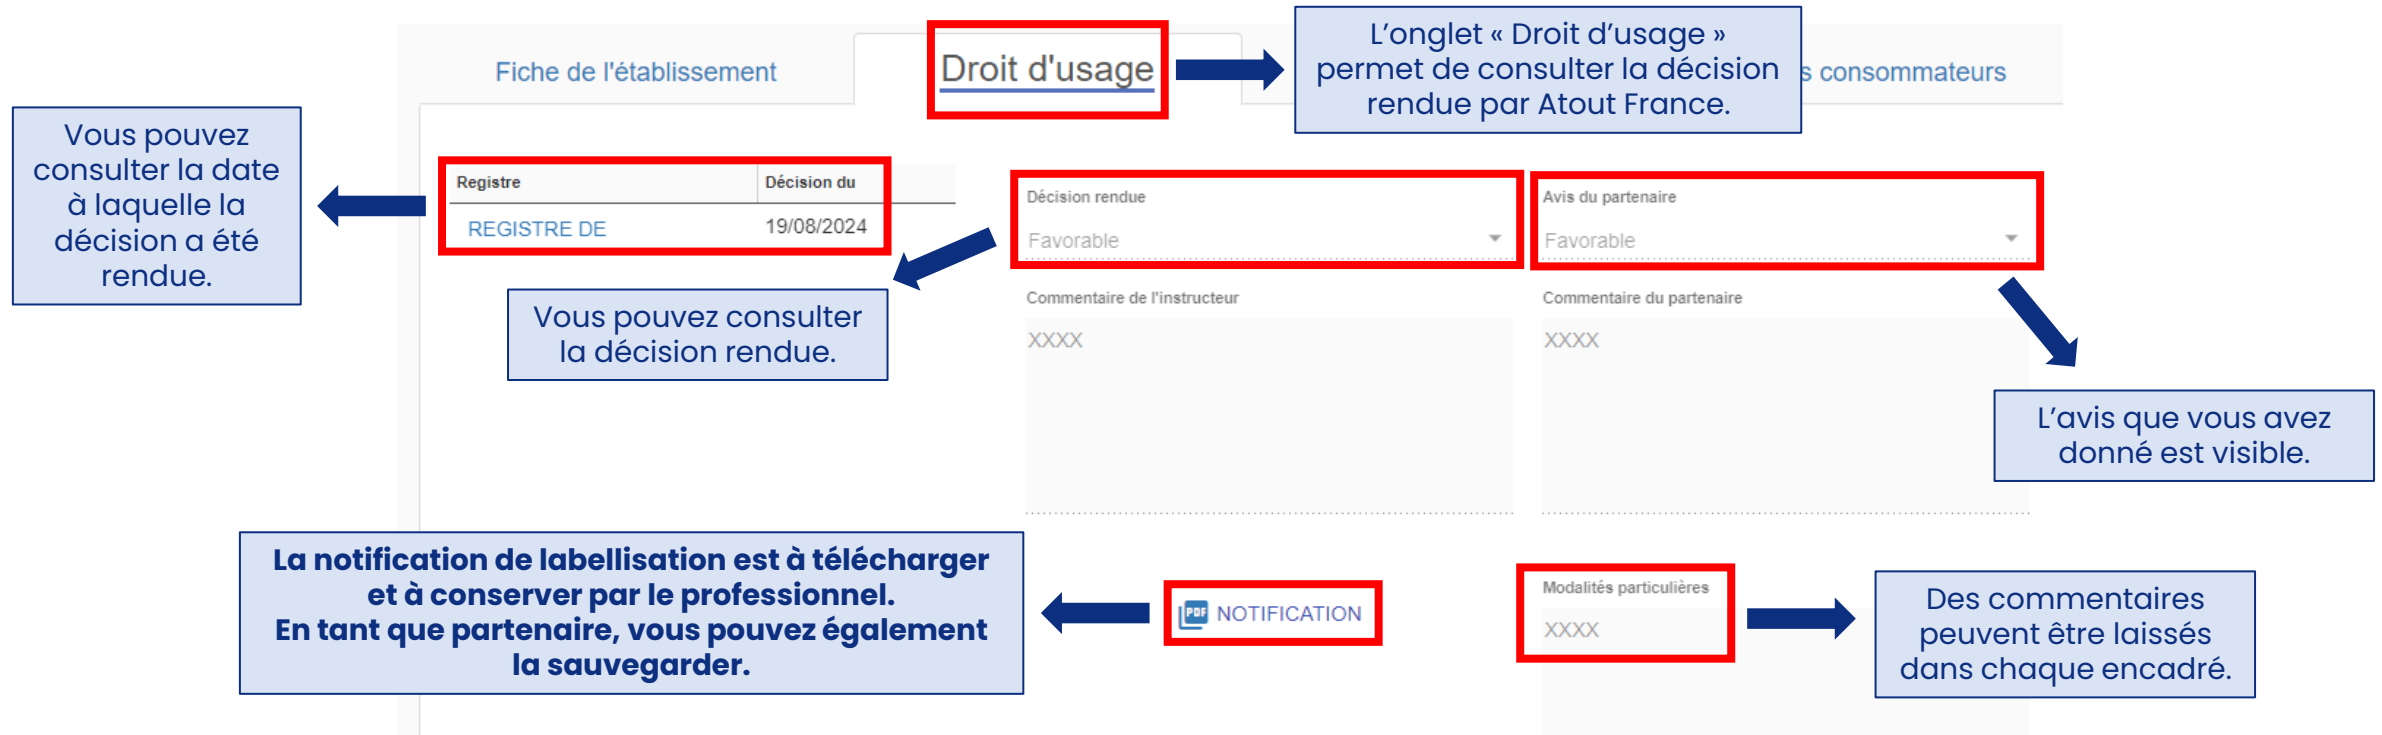 Fiche de l'établissement
Droit d'usage
L’onglet « Droit d’usage »
permet de consulter la décision
rendue par Atout France.
s consommateurs
Vous pouvez
consulter la date
à laquelle la
décision a été
rendue.
Registre
Décision du
REGISTRE DE
19/08/2024
Décision rendue
Favorable
Avis du partenaire
Favorable
Vous pouvez consulter
la décision rendue.
Commentaire de l'instructeur
XXXX
Commentaire du partenaire
XXXX
L’avis que vous avez
donné est visible.
La notification de labellisation est à télécharger
et à conserver par le professionnel.
En tant que partenaire, vous pouvez également
la sauvegarder.
PDF NOTIFICATION
Modalités particulières
XXXX
Des commentaires
peuvent être laissés
dans chaque encadré.